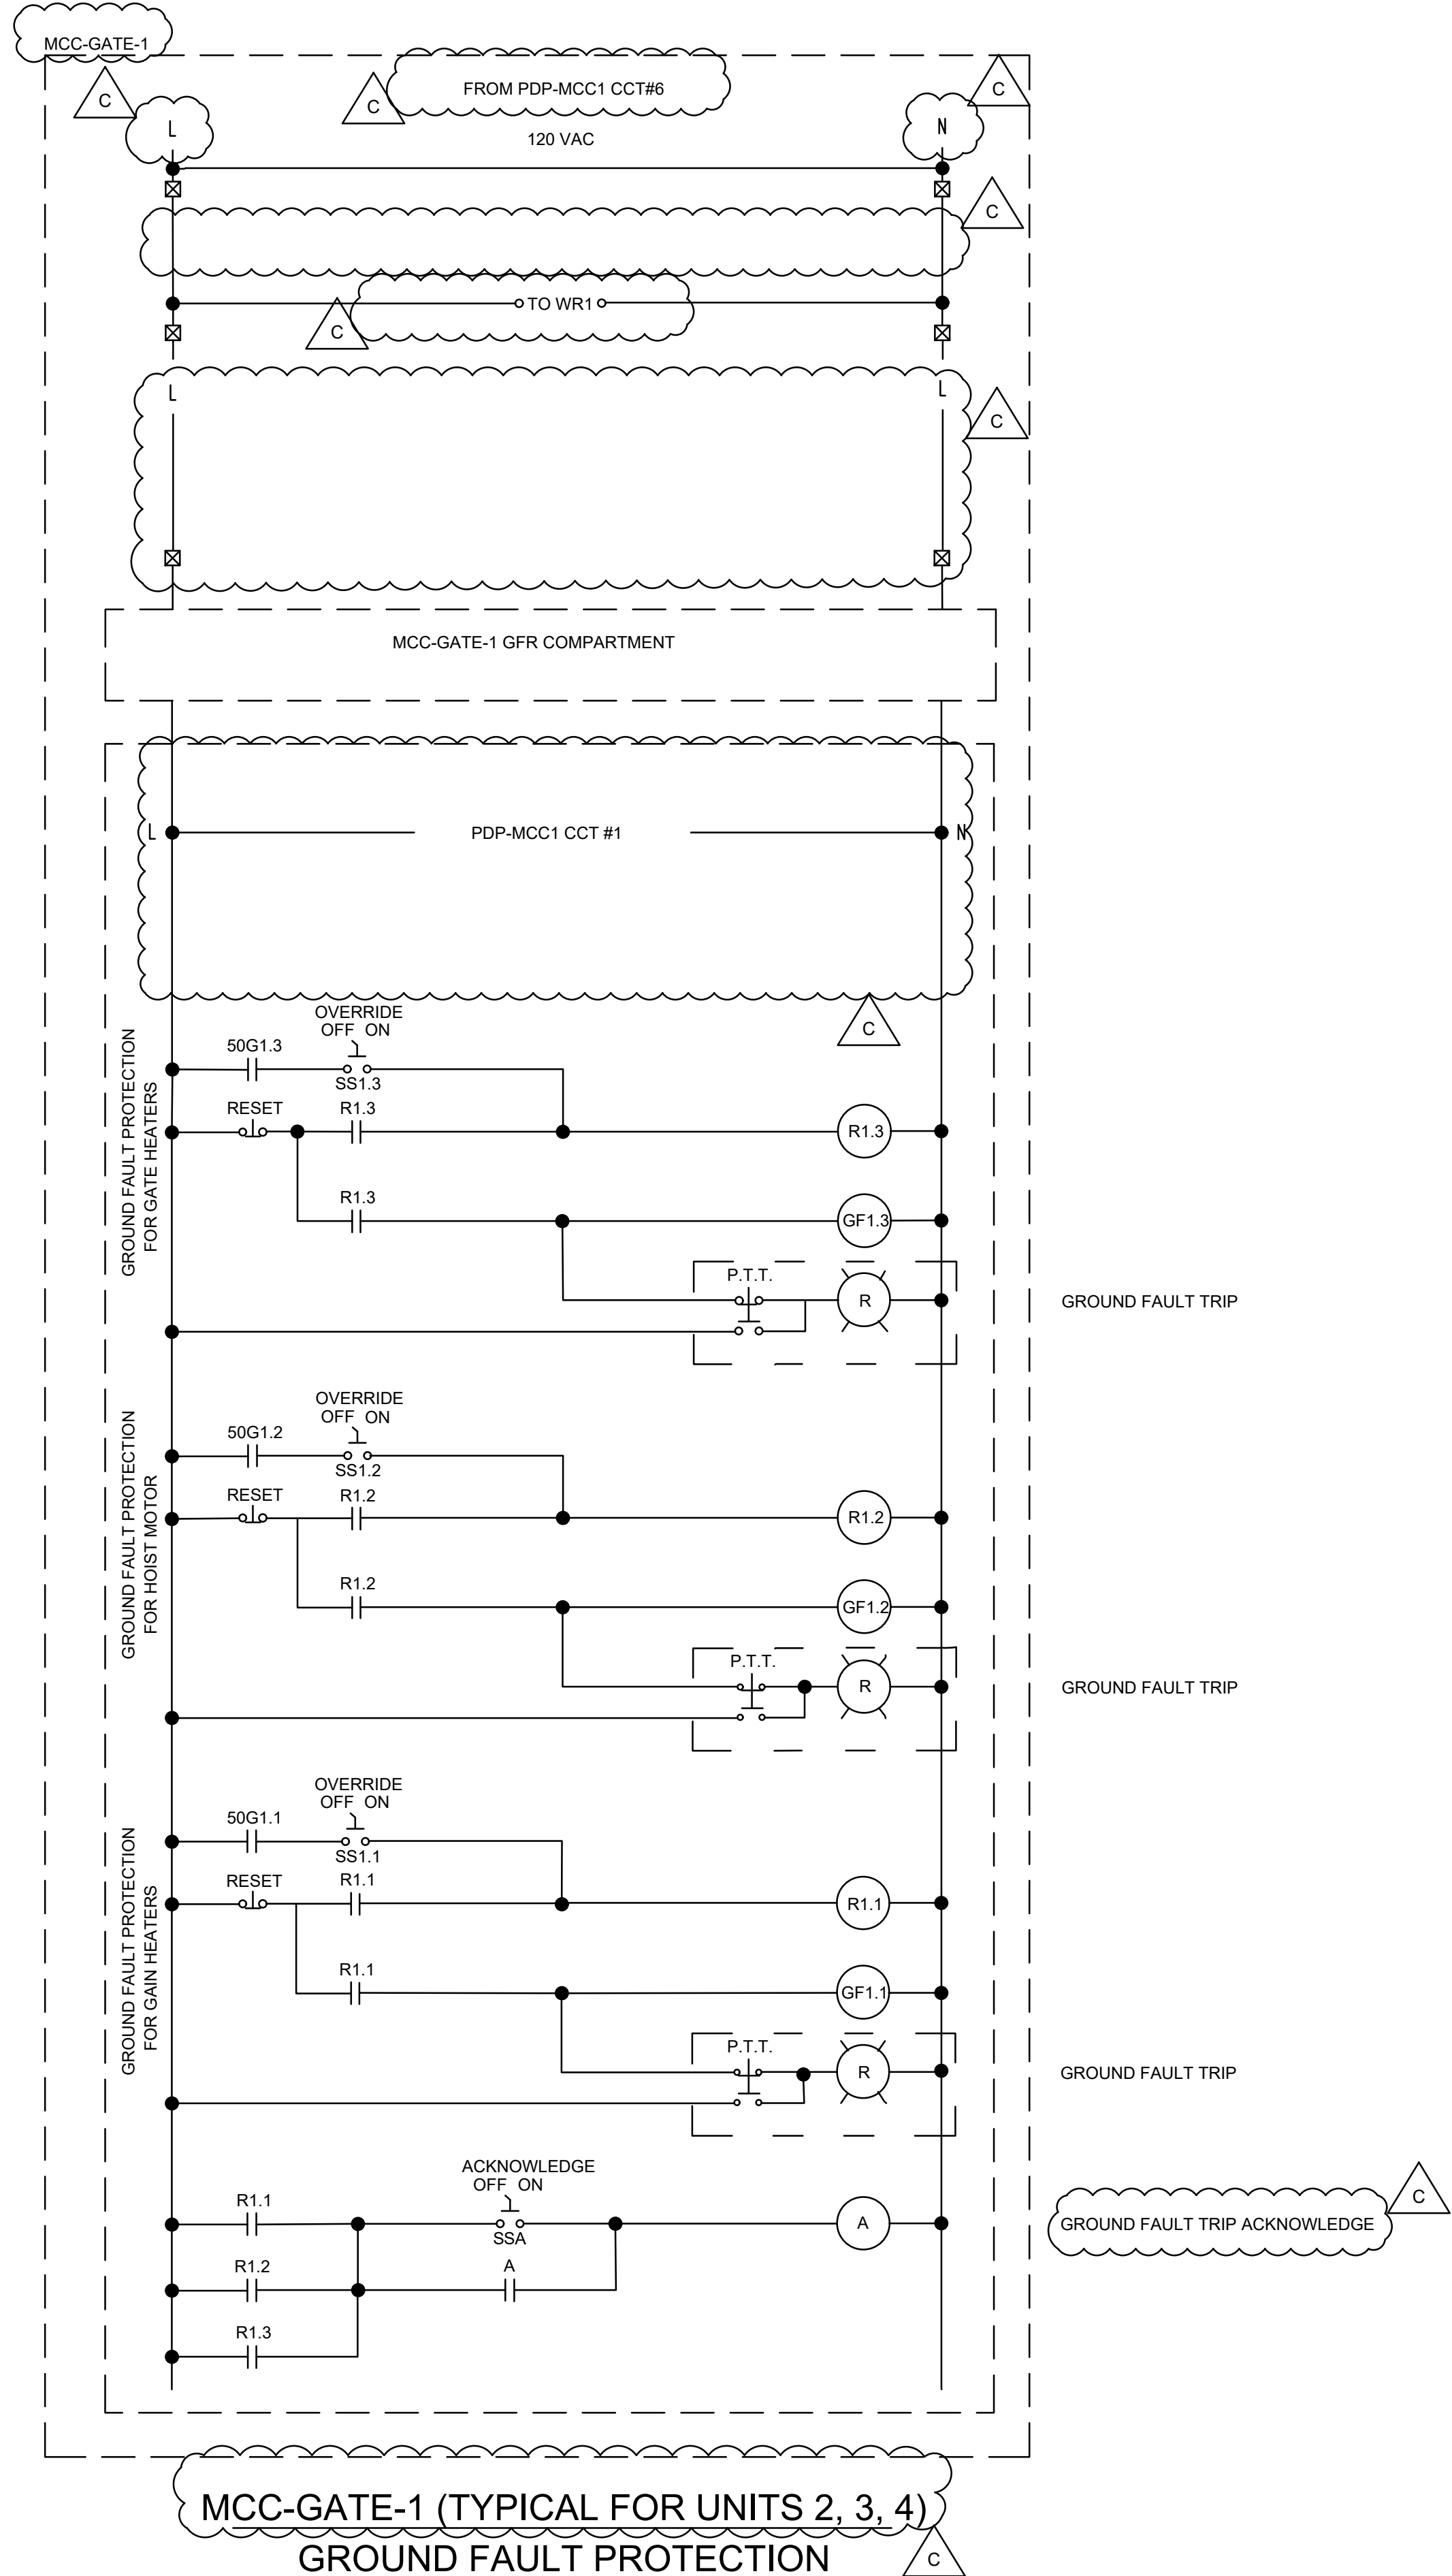 MCC-GATE-1
C
FROM PDP-MCC1 CCT#6
C
C
L
N
120 VAC
C
TO WR1
C
L
L
C
MCC-GATE-1 GFR COMPARTMENT
L
PDP-MCC1 CCT #1
N
C
GROUND FAULT PROTECTION
FOR GATE HEATERS
OVERRIDE
OFF ON
50G1.3
SS1.3
RESET
R1.3
R1.3
R1.3
GF1.3
P.T.T.
R
GROUND FAULT TRIP
GROUND FAULT PROTECTION
FOR HOIST MOTOR
OVERRIDE
OFF ON
50G1.2
SS1.2
RESET
R1.2
R1.2
R1.2
GF1.2
P.T.T.
R
GROUND FAULT TRIP
GROUND FAULT PROTECTION
FOR GAIN HEATERS
OVERRIDE
OFF ON
50G1.1
SS1.1
RESET
R1.1
R1.1
R1.1
GF1.1
P.T.T.
R
GROUND FAULT TRIP
ACKNOWLEDGE
OFF ON
R1.1
SSA
A
GROUND FAULT TRIP ACKNOWLEDGE
C
R1.2
A
R1.3
MCC-GATE-1 (TYPICAL FOR UNITS 2, 3, 4)
GROUND FAULT PROTECTION
C